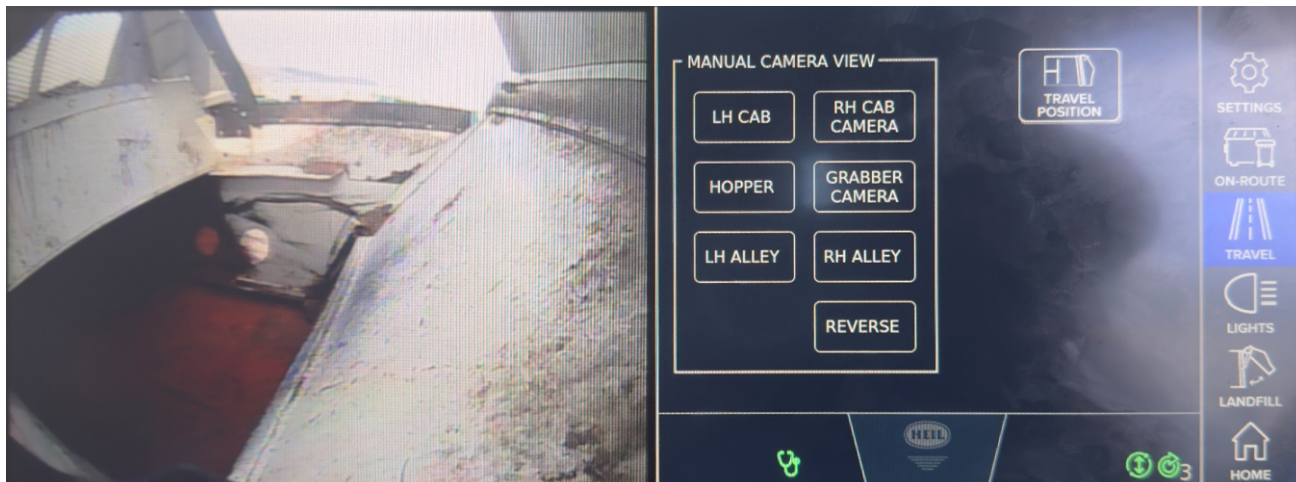 MANUAL CAMERA VIEW
LH CAB
RH CAB
CAMERA
HOPPER
GRABBER
CAMERA
LH ALLEY
RH ALLEY
REVERSE
TRAVEL
POSITION
SETTINGS
ON-ROUTE
TRAVEL
LIGHTS
LANDFILL
HOME
HEIL
3